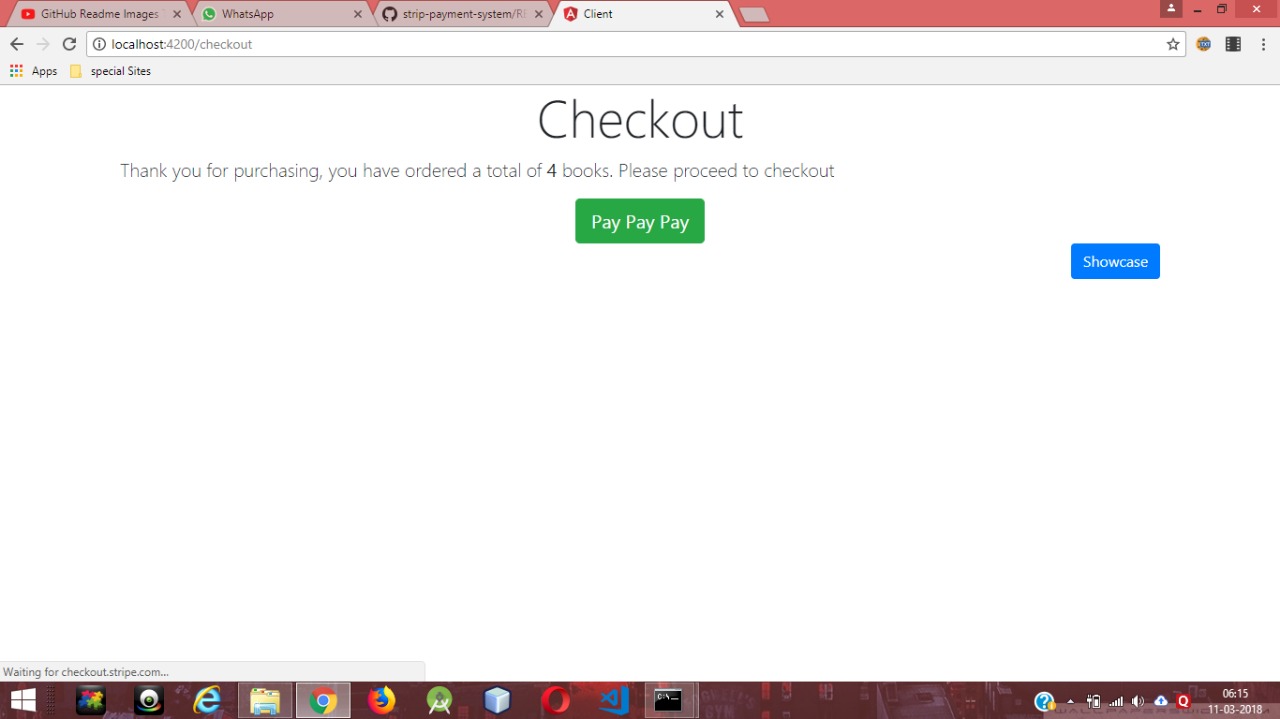 GitHub Readme Images
WhatsApp
strip-payment-system/RE
Client
localhost:4200/checkout
Apps
special Sites
Checkout
Thank you for purchasing, you have ordered a total of 4 books. Please proceed to checkout
Pay Pay Pay
Showcase
Waiting for checkout.stripe.com...
06:15
11-03-2018